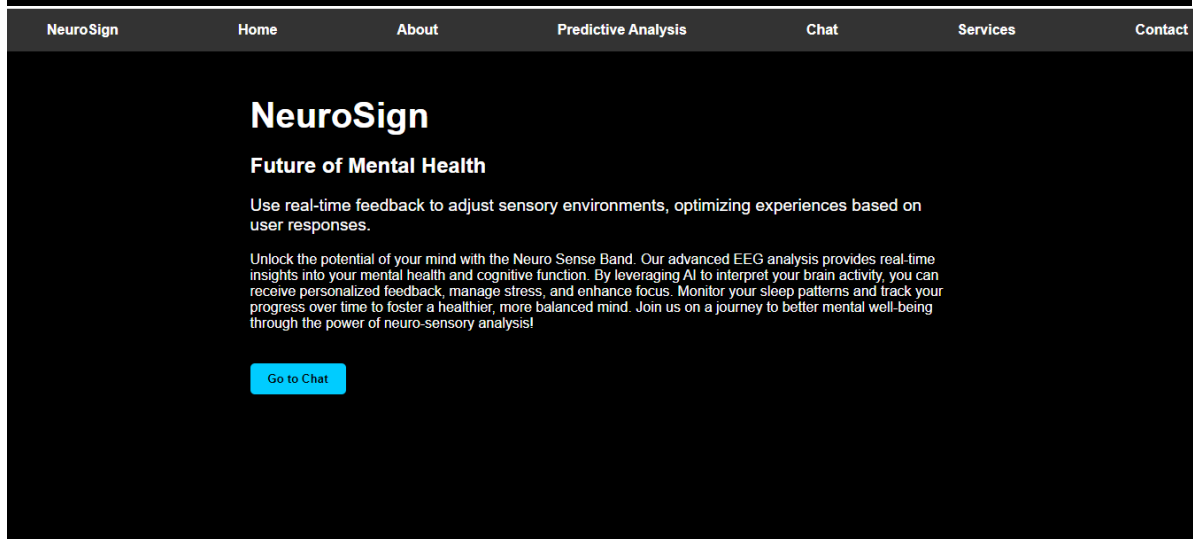 NeuroSign Home About Predictive Analysis Chat Services Contact
NeuroSign
Future of Mental Health
Use real-time feedback to adjust sensory environments, optimizing experiences based on
user responses.
Unlock the potential of your mind with the Neuro Sense Band. Our advanced EEG analysis provides real-time
insights into your mental health and cognitive function. By leveraging AI to interpret your brain activity, you can
receive personalized feedback, manage stress, and enhance focus. Monitor your sleep patterns and track your
progress over time to foster a healthier, more balanced mind. Join us on a journey to better mental well-being
through the power of neuro-sensory analysis!
Go to Chat